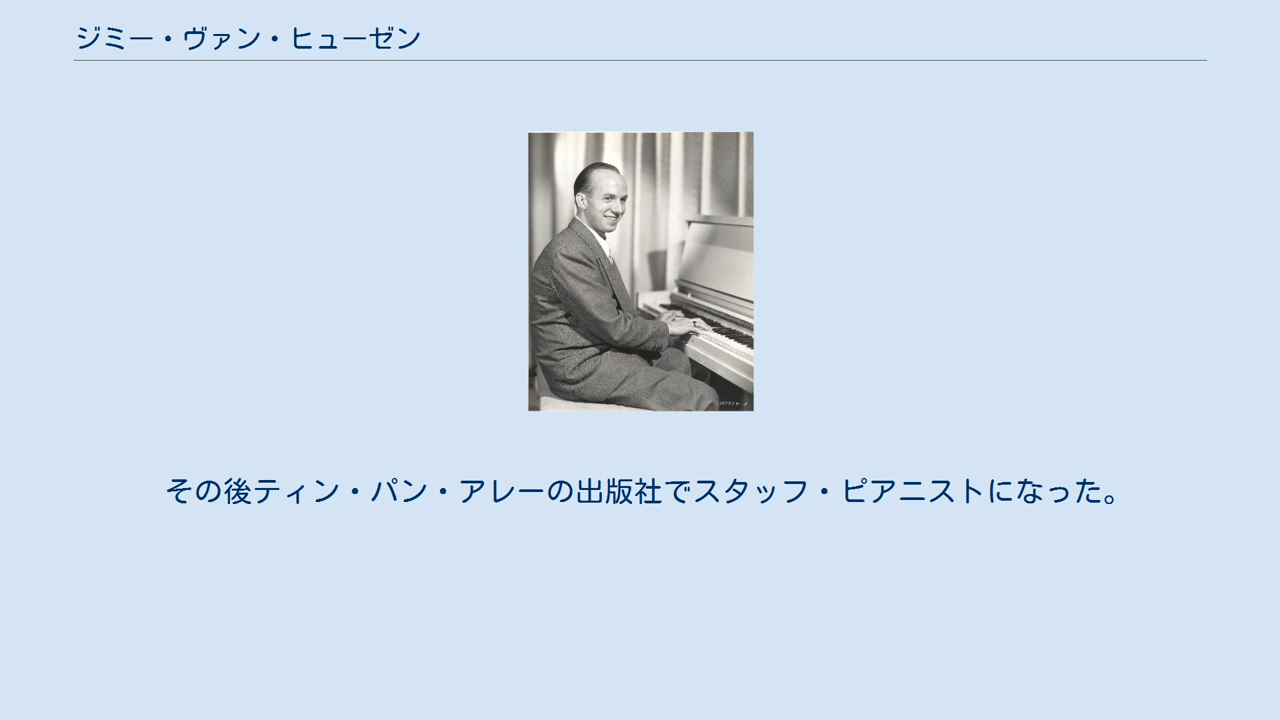 ジミー・ヴァン・ヒューゼン
その後ティン・パン・アレーの出版社でスタッフ・ピアニストになった。